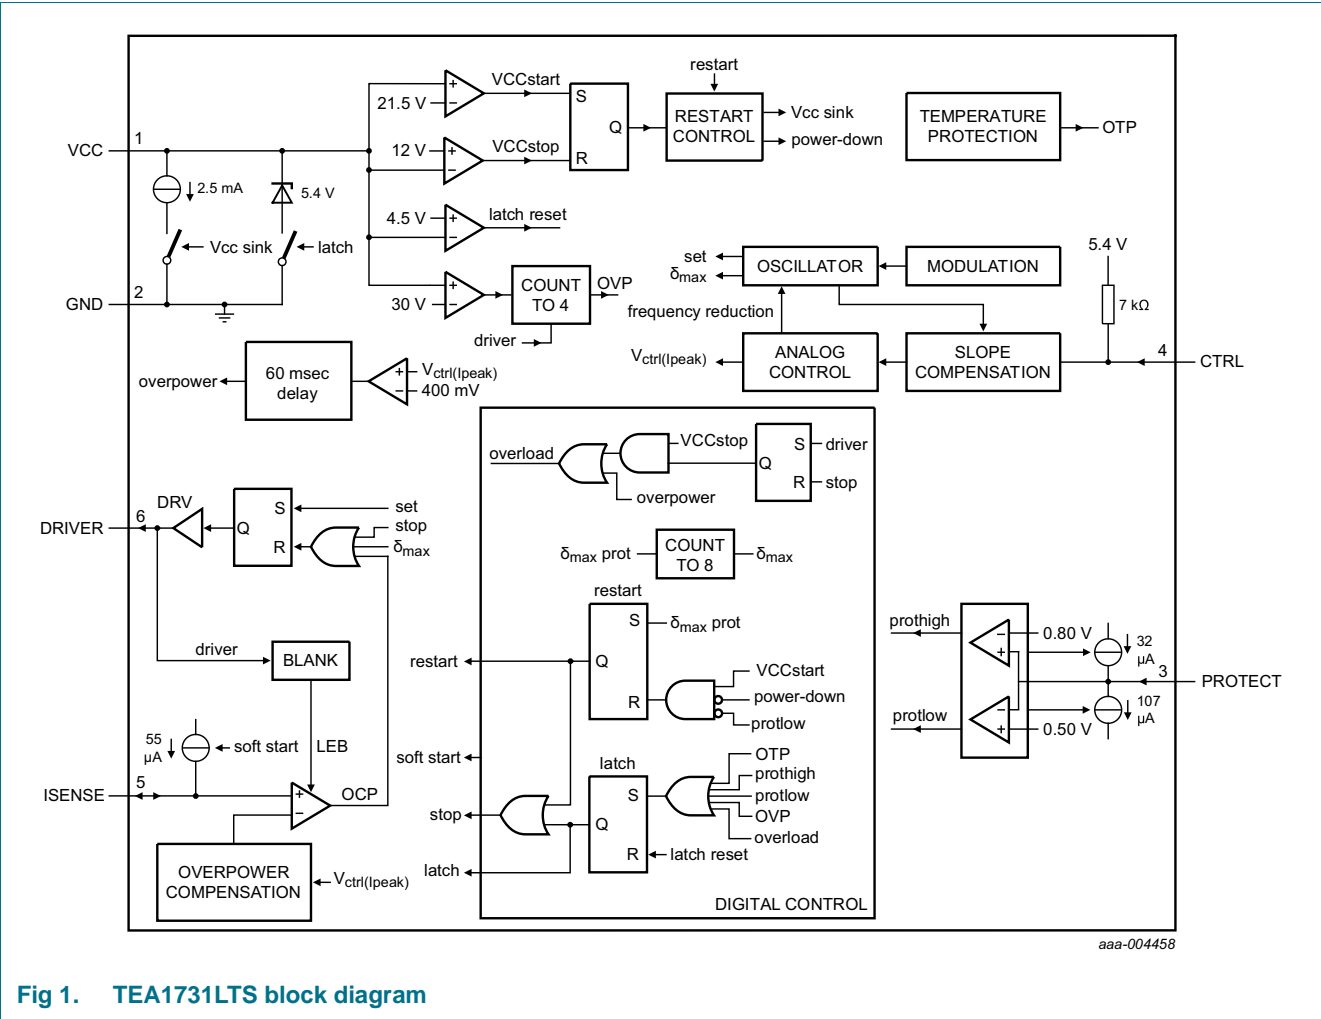 restart
VCCstart
21.5 V
+
−
S
Q
R
RESTART
CONTROL
Vcc sink
power-down
TEMPERATURE
PROTECTION
OTP
1
VCC
12 V
+
−
VCCstop
2.5 mA
5.4 V
4.5 V
+
−
latch reset
Vcc sink
latch
2
GND
30 V
+
−
COUNT
TO 4
OVP
driver
set
δmax
OSCILLATOR
MODULATION
5.4 V
frequency reduction
7 kΩ
Vctrl(Ipeak)
ANALOG
CONTROL
SLOPE
COMPENSATION
4
CTRL
overpower
60 msec
delay
+
−
Vctrl(Ipeak)
400 mV
overload
VCCstop
overpower
Q
S
R
driver
stop
DRV
6
DRIVER
Q
S
R
set
stop
δmax
δmax prot
COUNT
TO 8
δmax
restart
S
Q
R
δmax prot
restart
VCCstart
power-down
protlow
prothigh
−
+
0.80 V
32
µA
3
PROTECT
protlow
−
+
0.50 V
107
µA
driver
BLANK
55
µA
soft start
LEB
5
ISENSE
+
−
OCP
soft start
latch
S
Q
R
OTP
prothigh
protlow
OVP
overload
latch reset
stop
latch
OVERPOWER
COMPENSATION
Vctrl(Ipeak)
DIGITAL CONTROL
aaa-004458
Fig 1. TEA1731LTS block diagram